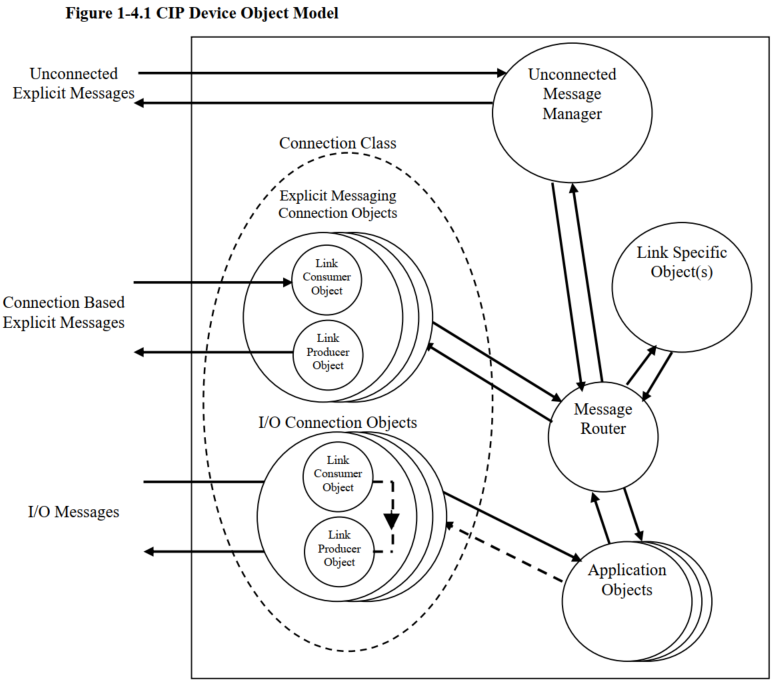 Figure 1-4.1 CIP Device Object Model
Unconnected
Explicit Messages
Unconnected
Message
Manager
Connection Class
Explicit Messaging
Connection Objects
Link Specific
Object(s)
Link
Consumer
Object
Connection Based
Explicit Messages
Link
Producer
Object
Message
Router
I/O Connection Objects
Link
Consumer
Object
I/O Messages
Link
Producer
Object
Application
Objects